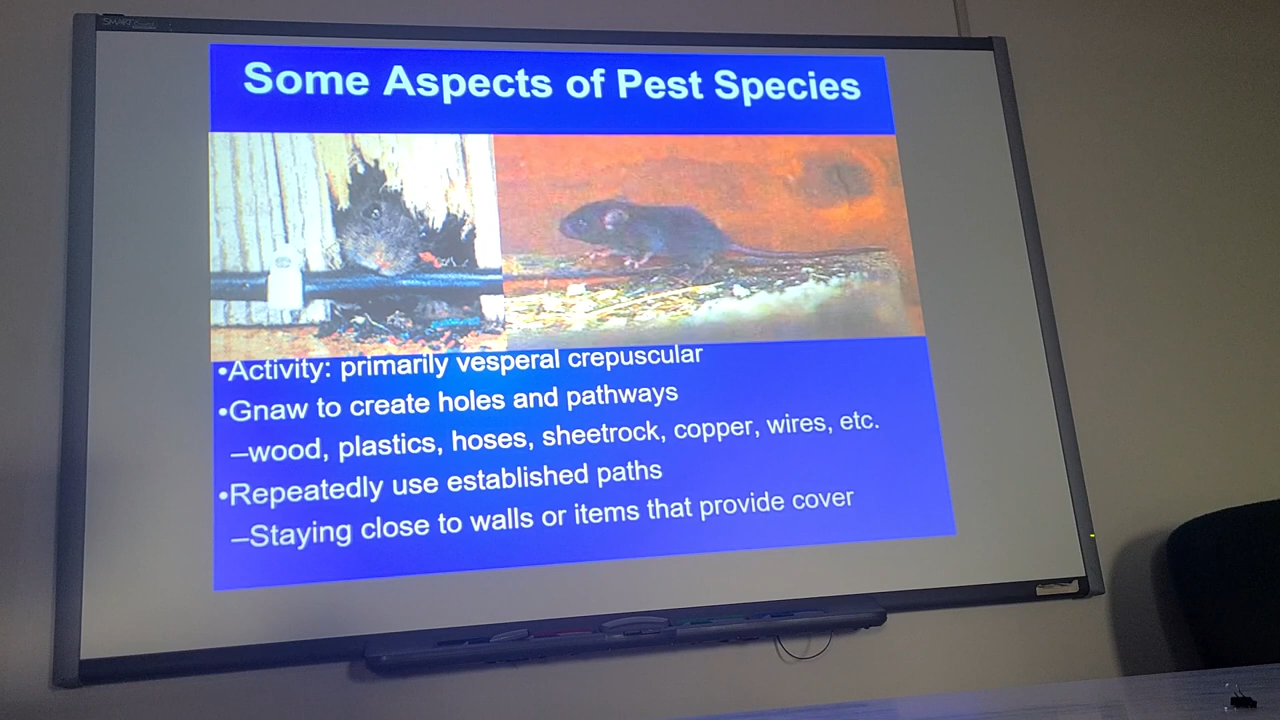 SMART
Some Aspects of Pest Species
•Activity: primarily vesperal crepuscular
•Gnaw to create holes and pathways
–wood, plastics, hoses, sheetrock, copper, wires, etc.
•Repeatedly use established paths
–Staying close to walls or items that provide cover